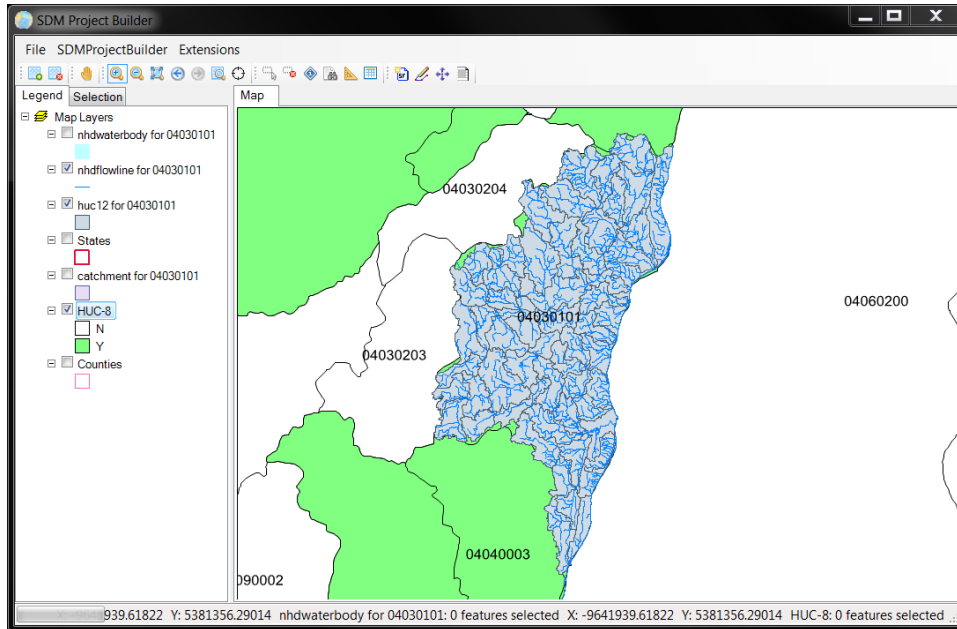 SDM Project Builder
File SDMProjectBuilder Extensions
Legend Selection
Map
Map Layers
nhdwaterbody for 04030101
nhdflowline for 04030101
huc12 for 04030101
States
catchment for 04030101
HUC-8
N
Y
Counties
04030204
04060200
04030101
04030203
04040003
090002
939.61822 Y: 5381356.29014 nhdwaterbody for 04030101: 0 features selected X: -9641939.61822 Y: 5381356.29014 HUC-8: 0 features selected